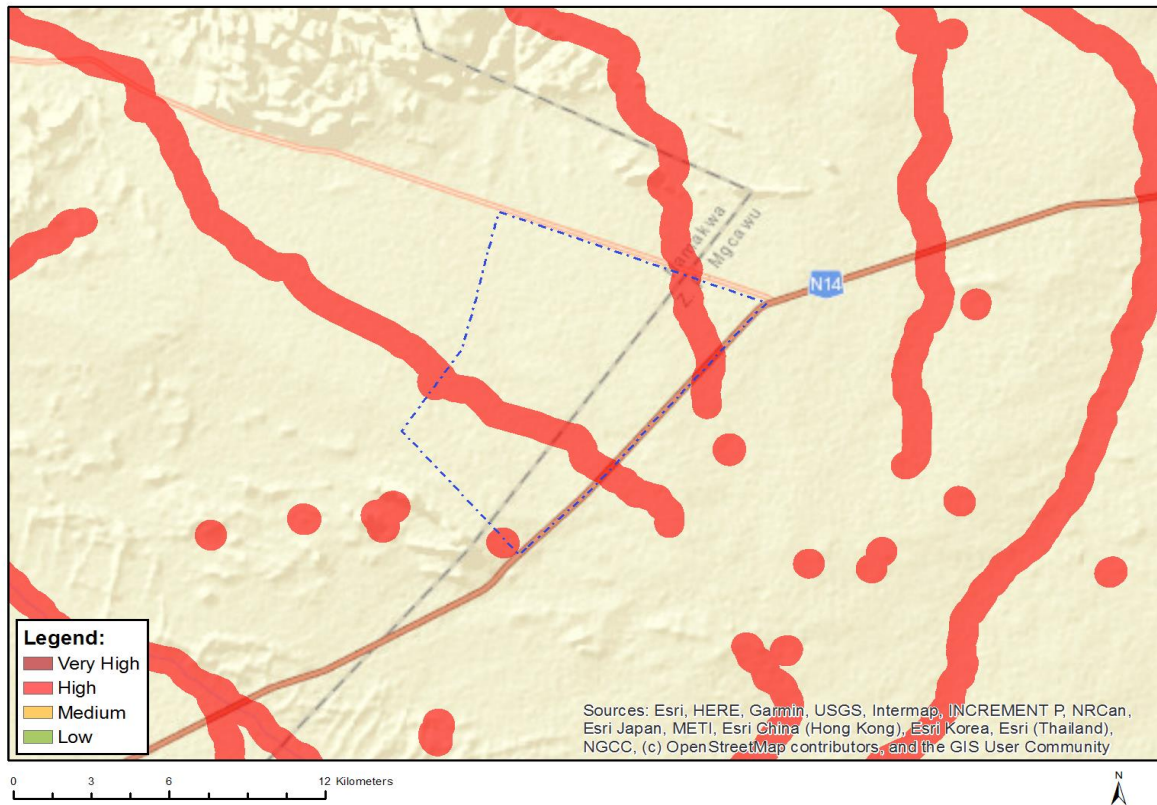 Mgcawu
N14
Legend:
Very High
High
Medium
Low
Sources: Esri, HERE, Garmin, USGS, Intermap, INCREMENT P, NRCan,
Esri Japan, METI, Esri China (Hong Kong), Esri Korea, Esri (Thailand),
NGCC, (c) OpenStreetMap contributors, and the GIS User Community
0 3 6 12 Kilometers
N